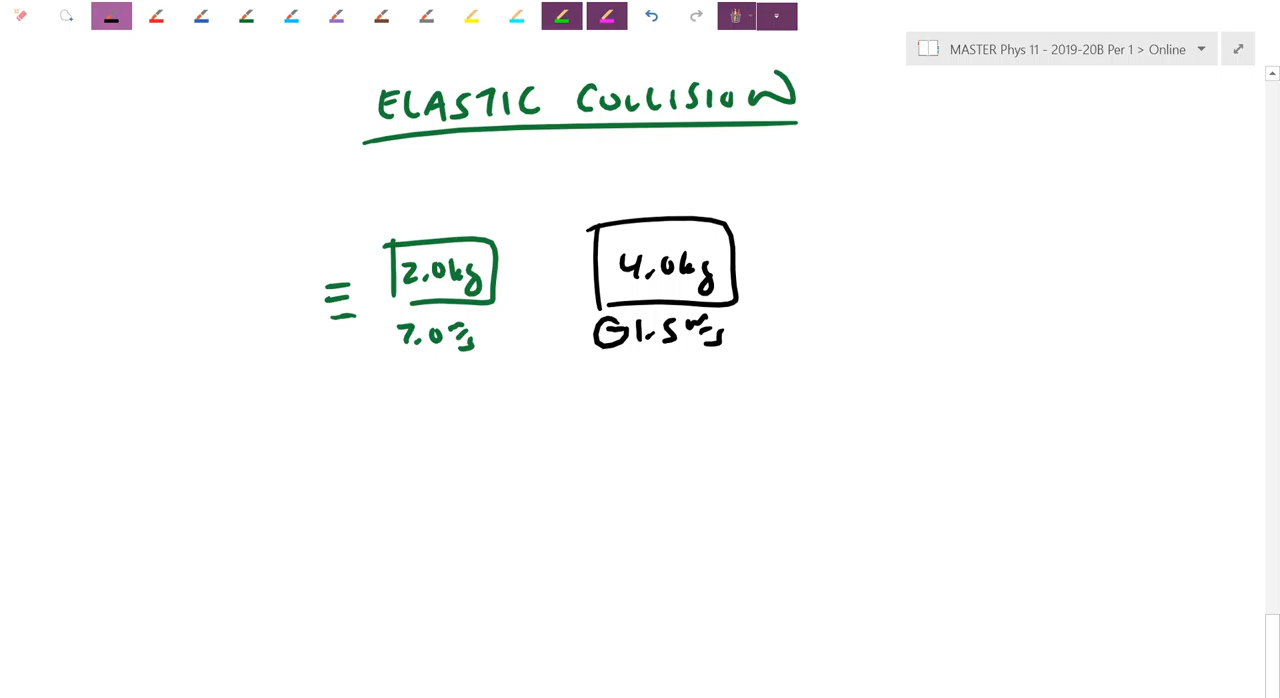 MASTER Phys 11 - 2019-20B Per 1 > Online
ELASTIC COLLISION
2.0kg 4.0kg
7.0 m/s ⊖1.5 m/s